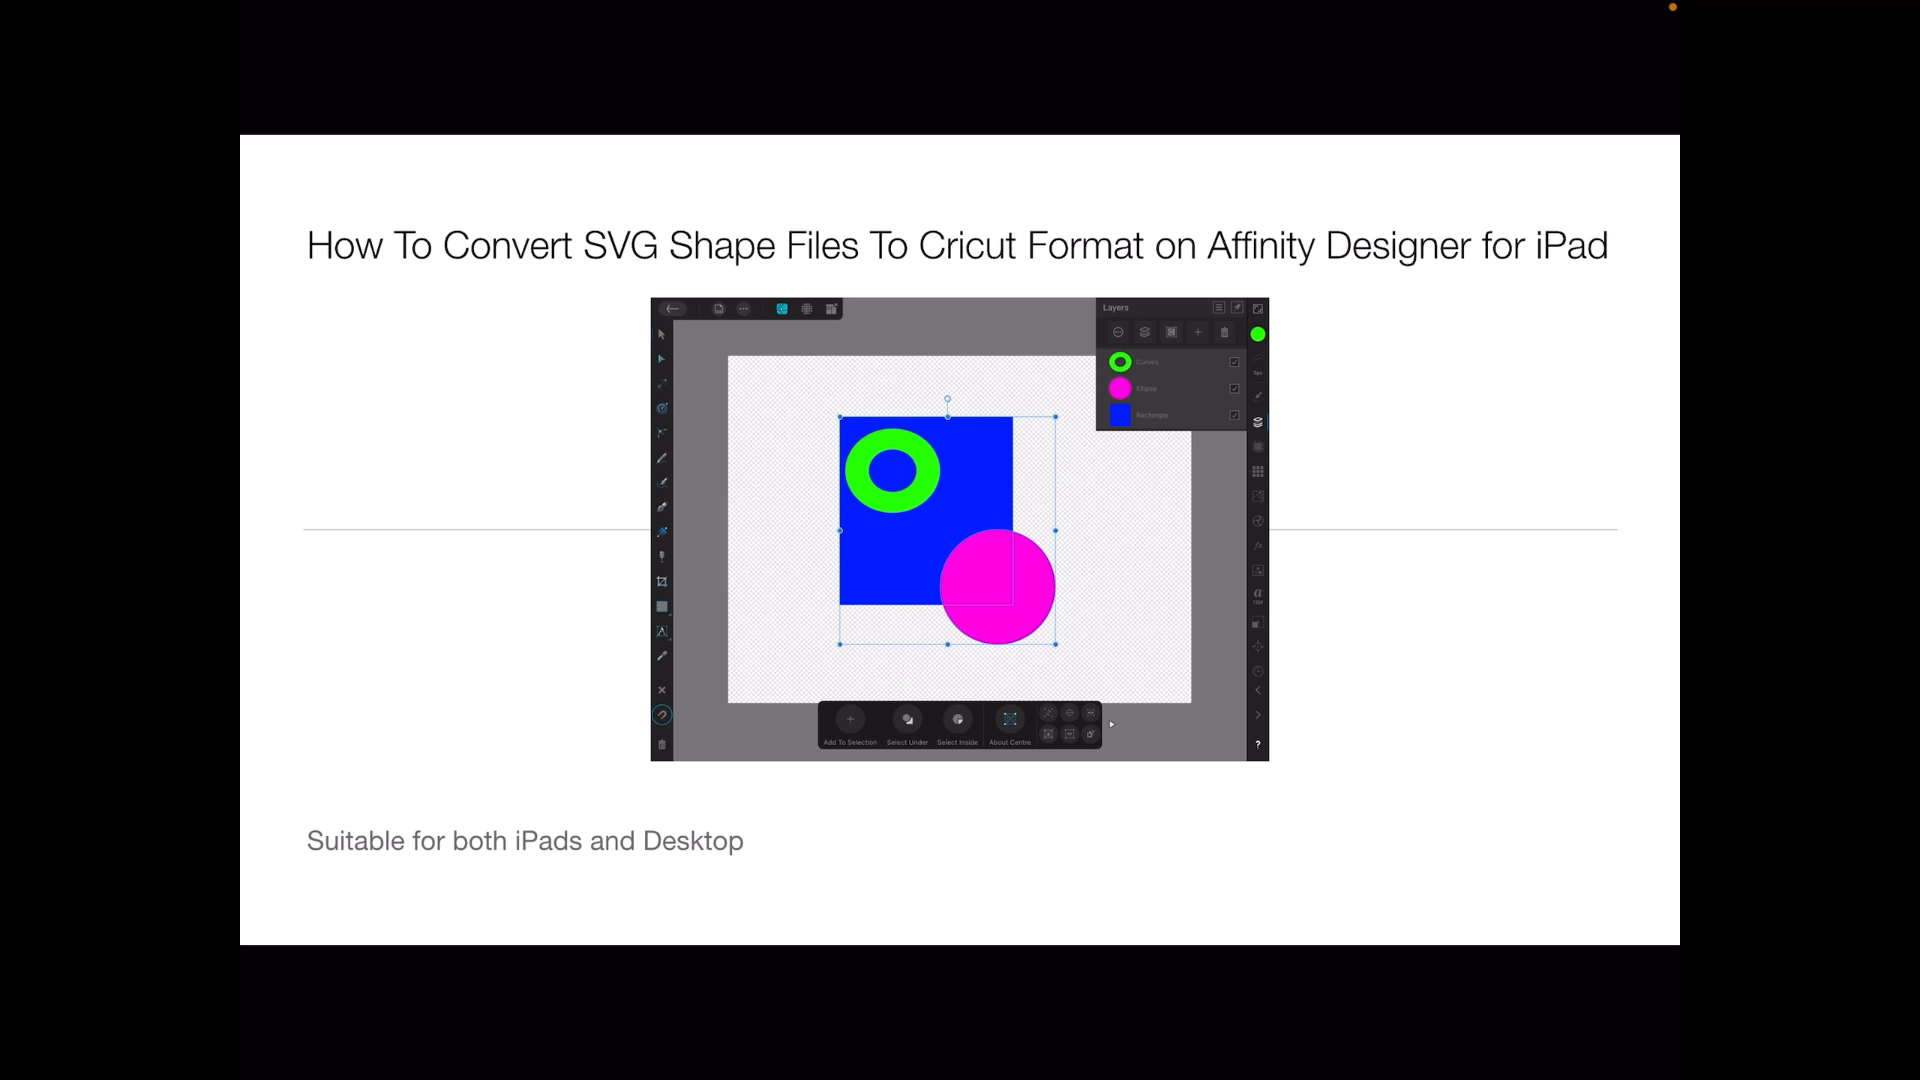 How To Convert SVG Shape Files To Cricut Format on Affinity Designer for iPad
Layers
Curves
Ellipse
Rectangle
0px
a
Add To Selection
Select Under
Select Inside
About Centre
?
Suitable for both iPads and Desktop